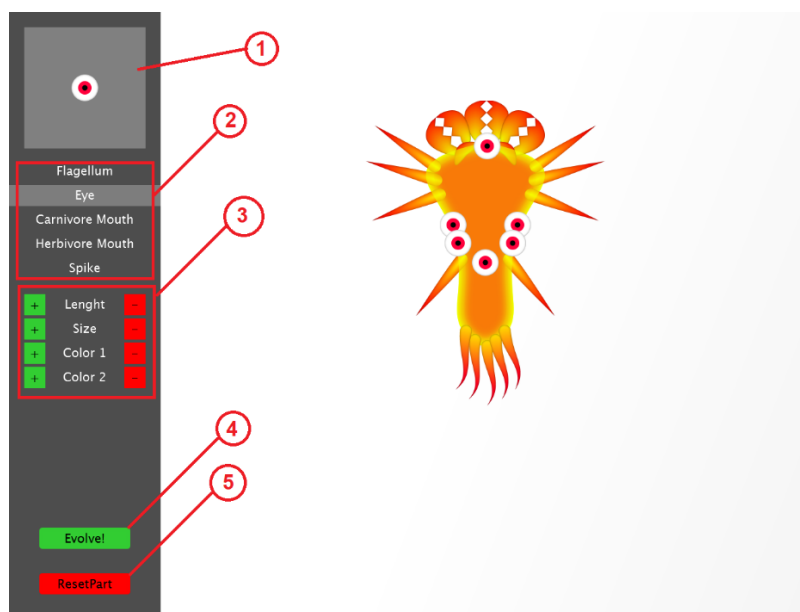 1
2
Flagellum
Eye
Carnivore Mouth
Herbivore Mouth
Spike
3
+ Lenght -
+ Size -
+ Color 1 -
+ Color 2 -
4
5
Evolve!
ResetPart